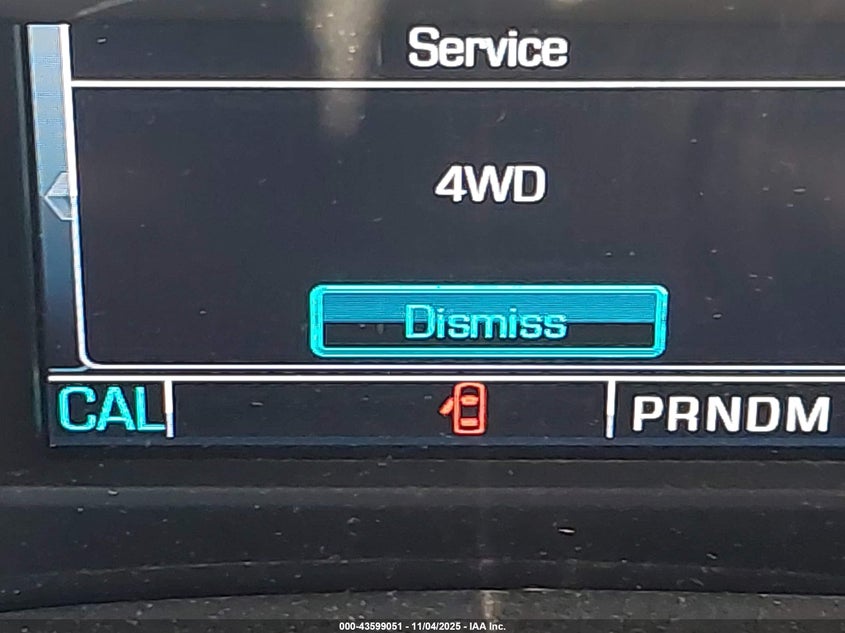 Service
4WD
Dismiss
CAL
PRNDM
000-43599051 - 11/04/2025 - IAA Inc.